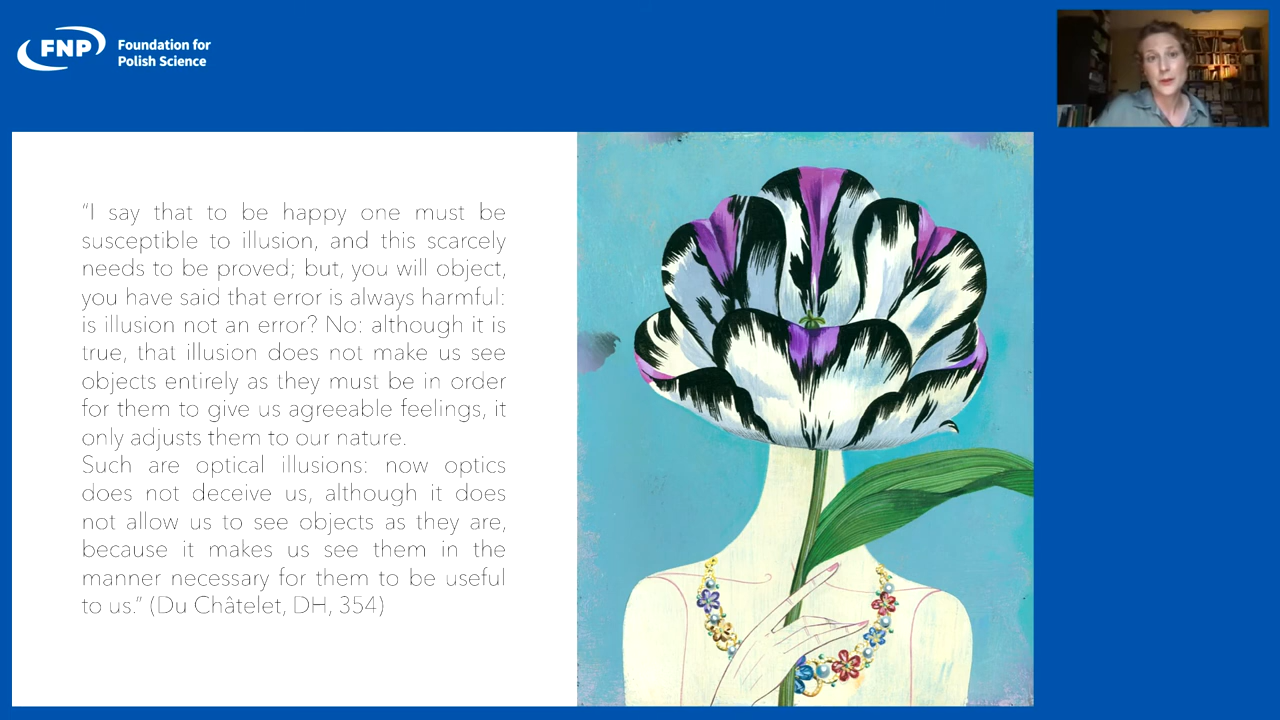 FNP
Foundation for
Polish Science
“I say that to be happy one must be
susceptible to illusion, and this scarcely
needs to be proved; but, you will object,
you have said that error is always harmful:
is illusion not an error? No: although it is
true, that illusion does not make us see
objects entirely as they must be in order
for them to give us agreeable feelings, it
only adjusts them to our nature.
Such are optical illusions: now optics
does not deceive us, although it does
not allow us to see objects as they are,
because it makes us see them in the
manner necessary for them to be useful
to us.” (Du Châtelet, DH, 354)